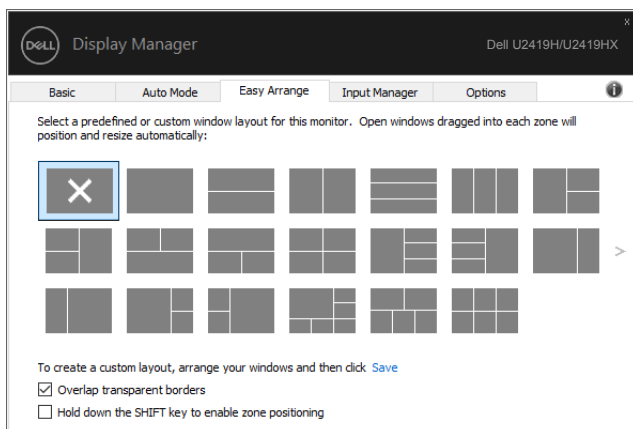 x
DELL Display Manager Dell U2419H/U2419HX
Basic Auto Mode Easy Arrange Input Manager Options i
Select a predefined or custom window layout for this monitor. Open windows dragged into each zone will
position and resize automatically:
>
To create a custom layout, arrange your windows and then click Save
Overlap transparent borders
Hold down the SHIFT key to enable zone positioning